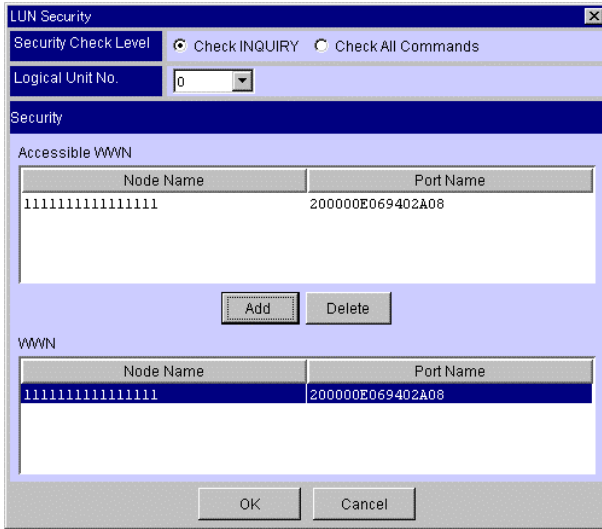 LUN Security
Security Check Level Check INQUIRY Check All Commands
Logical Unit No. 0
Security
Accessible WWN
Node Name Port Name
1111111111111111 200000E069402A08
Add Delete
WWN
Node Name Port Name
1111111111111111 200000E069402A08
OK Cancel